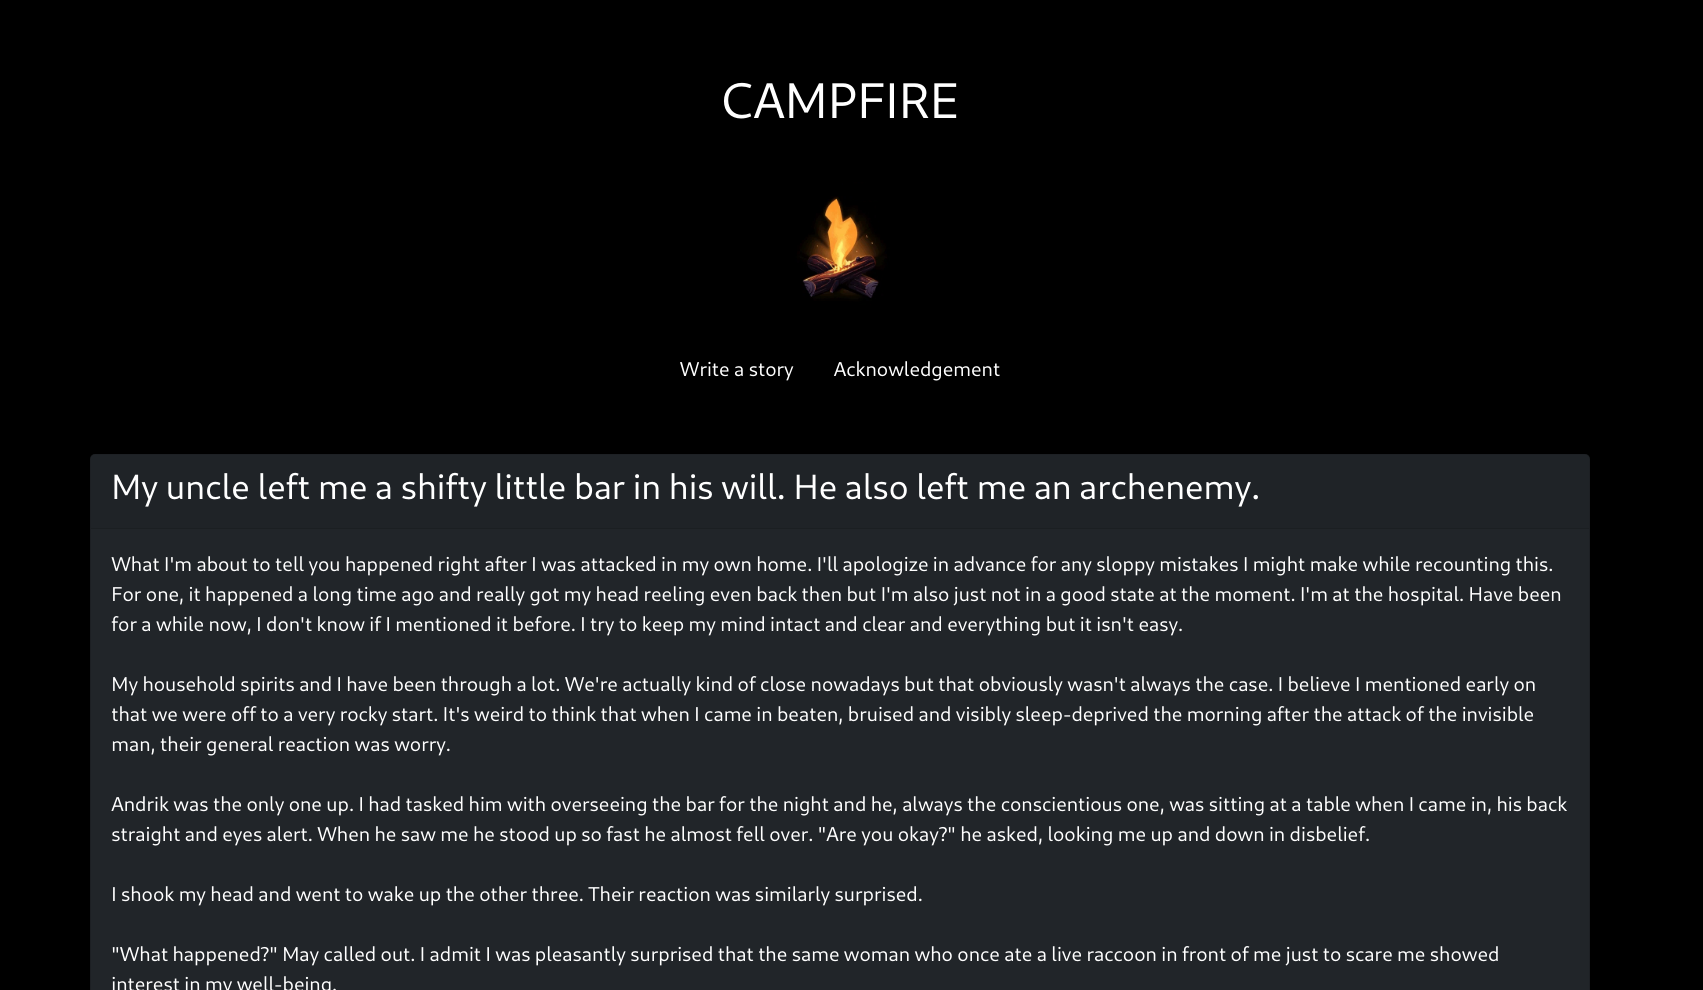 CAMPFIRE
Write a story
Acknowledgement
My uncle left me a shifty little bar in his will. He also left me an archenemy.
What I'm about to tell you happened right after I was attacked in my own home. I'll apologize in advance for any sloppy mistakes I might make while recounting this.
For one, it happened a long time ago and really got my head reeling even back then but I'm also just not in a good state at the moment. I'm at the hospital. Have been
for a while now, I don't know if I mentioned it before. I try to keep my mind intact and clear and everything but it isn't easy.
My household spirits and I have been through a lot. We're actually kind of close nowadays but that obviously wasn't always the case. I believe I mentioned early on
that we were off to a very rocky start. It's weird to think that when I came in beaten, bruised and visibly sleep-deprived the morning after the attack of the invisible
man, their general reaction was worry.
Andrik was the only one up. I had tasked him with overseeing the bar for the night and he, always the conscientious one, was sitting at a table when I came in, his back
straight and eyes alert. When he saw me he stood up so fast he almost fell over. "Are you okay?" he asked, looking me up and down in disbelief.
I shook my head and went to wake up the other three. Their reaction was similarly surprised.
"What happened?" May called out. I admit I was pleasantly surprised that the same woman who once ate a live raccoon in front of me just to scare me showed
interest in my well-being.